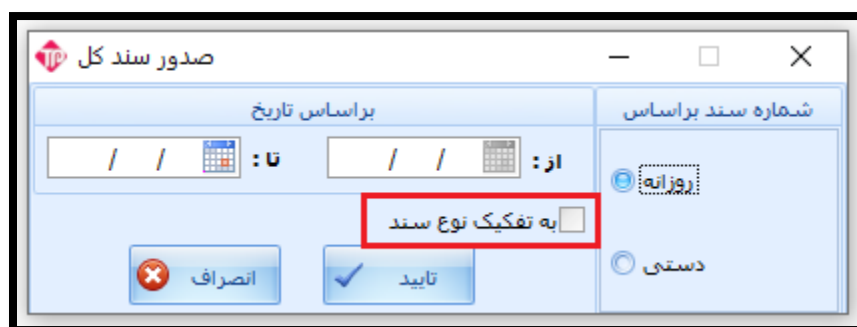 صدور سند کل
شماره سند براساس
براساس تاریخ
روزانه
از : / /
تا : / /
به تفکیک نوع سند
دستی
تایید
انصراف